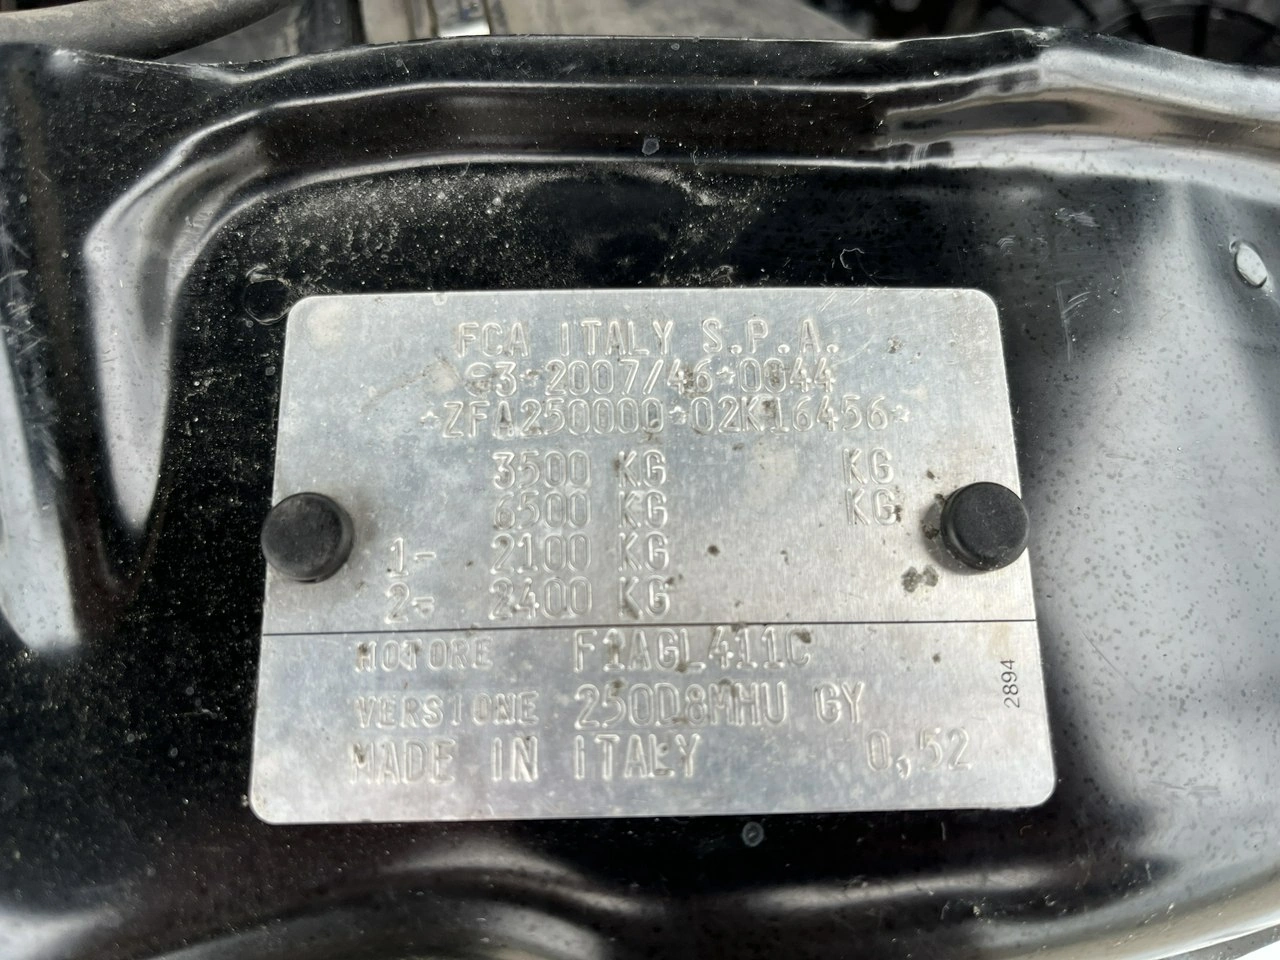 FCA ITALY S.P.A.
e3*2007/46*0044
*ZFA25000002K16456*
3500 KG KG
6500 KG KG
1- 2100 KG
2- 2400 KG
MOTORE F1AGL411C
VERSIONE 250D8MHU GY
MADE IN ITALY 0,52
2894